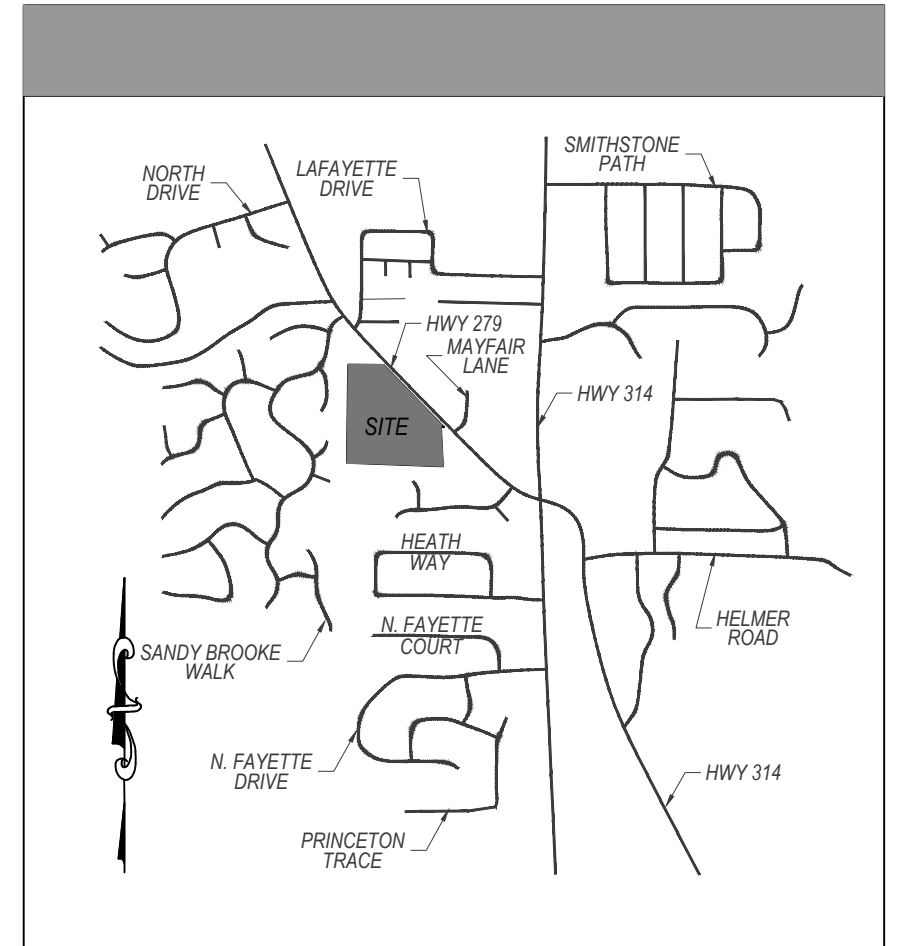 SMITHSTONE
PATH
LAFAYETTE
DRIVE
NORTH
DRIVE
HWY 279
MAYFAIR
LANE
HWY 314
SITE
HEATH
WAY
N. FAYETTE
COURT
HELMER
ROAD
SANDY BROOKE
WALK
N. FAYETTE
DRIVE
HWY 314
PRINCETON
TRACE